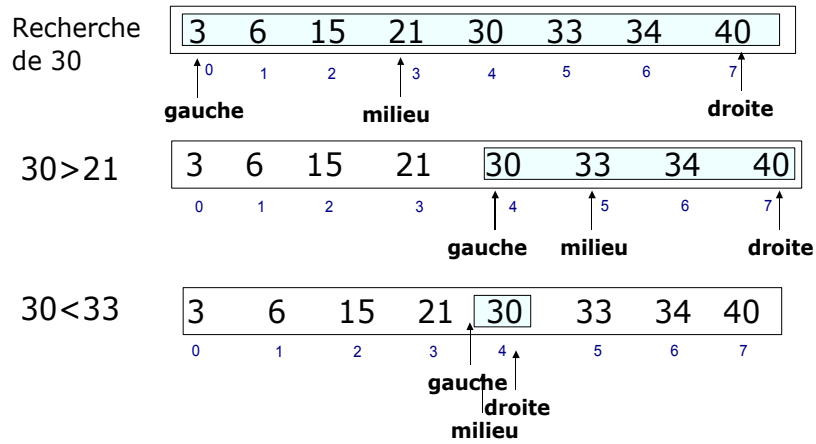 Recherche
de 30
3 6 15 21 30 33 34 40
0 1 2 3 4 5 6 7
gauche milieu droite
30>21
3 6 15 21 30 33 34 40
0 1 2 3 4 5 6 7
gauche milieu droite
30<33
3 6 15 21 30 33 34 40
0 1 2 3 4 5 6 7
gauche
droite
milieu